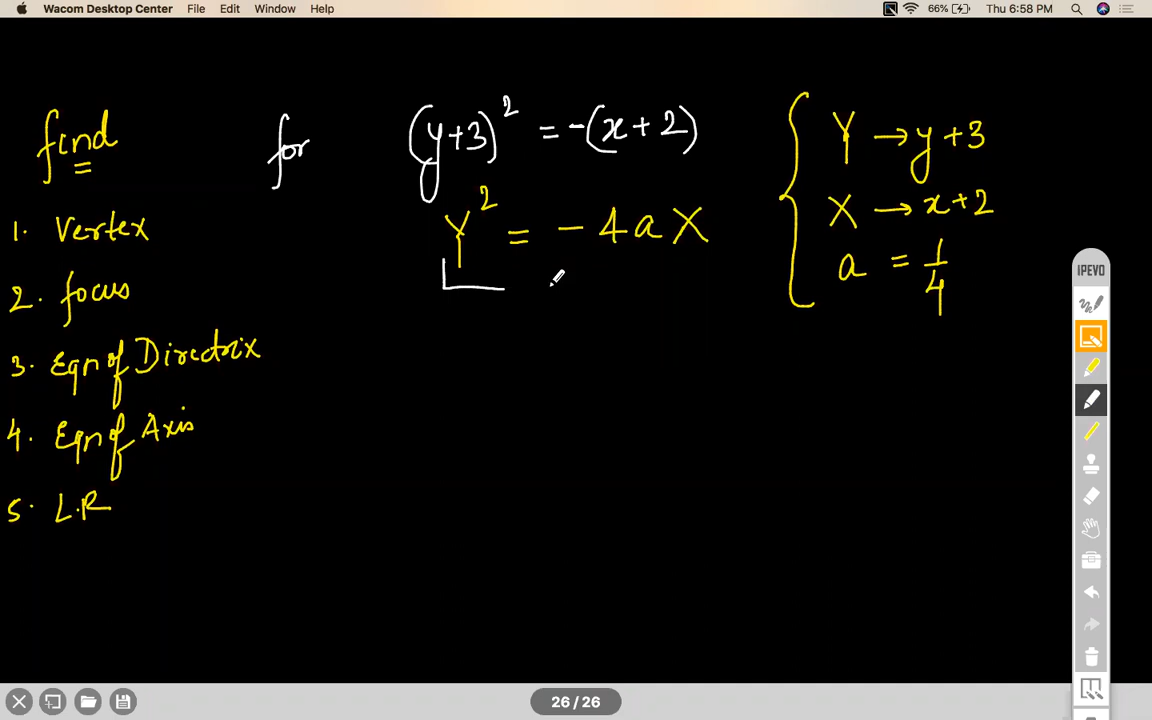 Wacom Desktop Center File Edit Window Help 66% Thu 6:58 PM
find for (y+3)² = -(x+2)
Y² = - 4aX
Y → y+3
X → x+2
a = 1/4
1. Vertex
2. focus
3. Eqn of Directrix
4. Eqn of Axis
5. L.R
IPEVO
26/26